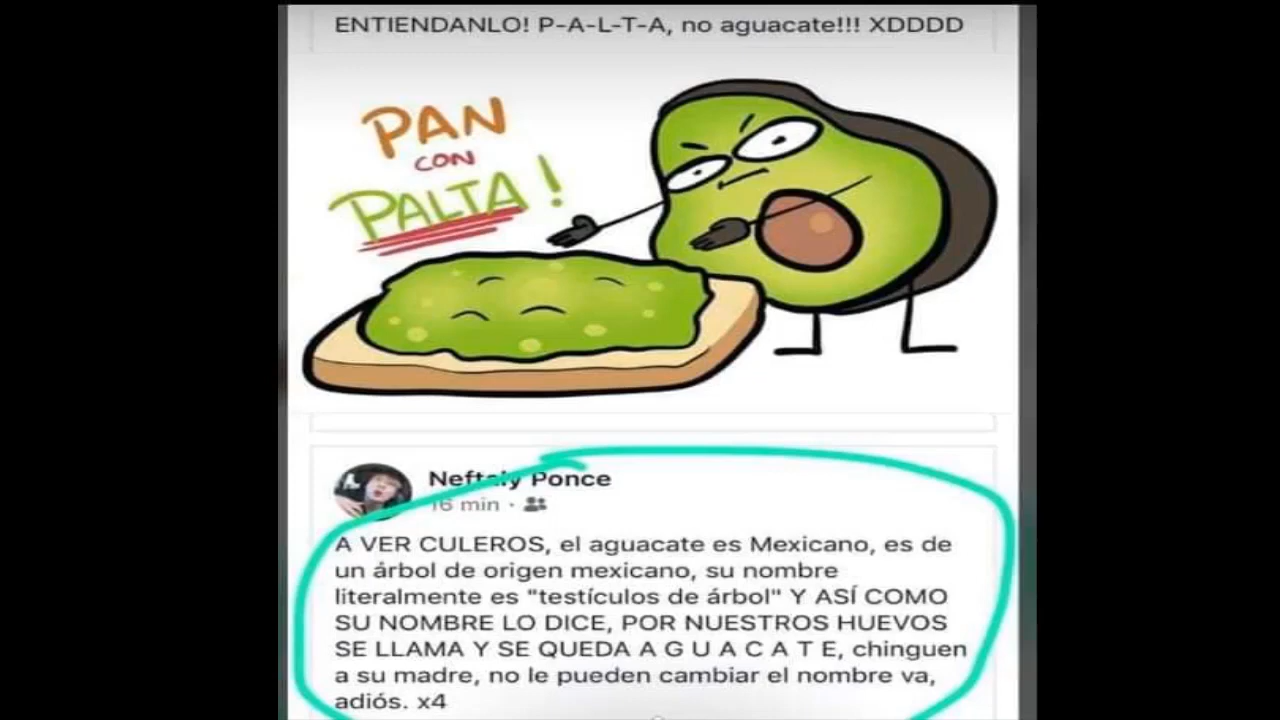 ENTIENDANLO! P-A-L-T-A, no aguacate!!! XDDDD
PAN
CON
PALTA!
Neftaly Ponce
16 min ·
A VER CULEROS, el aguacate es Mexicano, es de
un árbol de origen mexicano, su nombre
literalmente es "testículos de árbol" Y ASÍ COMO
SU NOMBRE LO DICE, POR NUESTROS HUEVOS
SE LLAMA Y SE QUEDA A G U A C A T E, chinguen
a su madre, no le pueden cambiar el nombre va,
adiós. x4